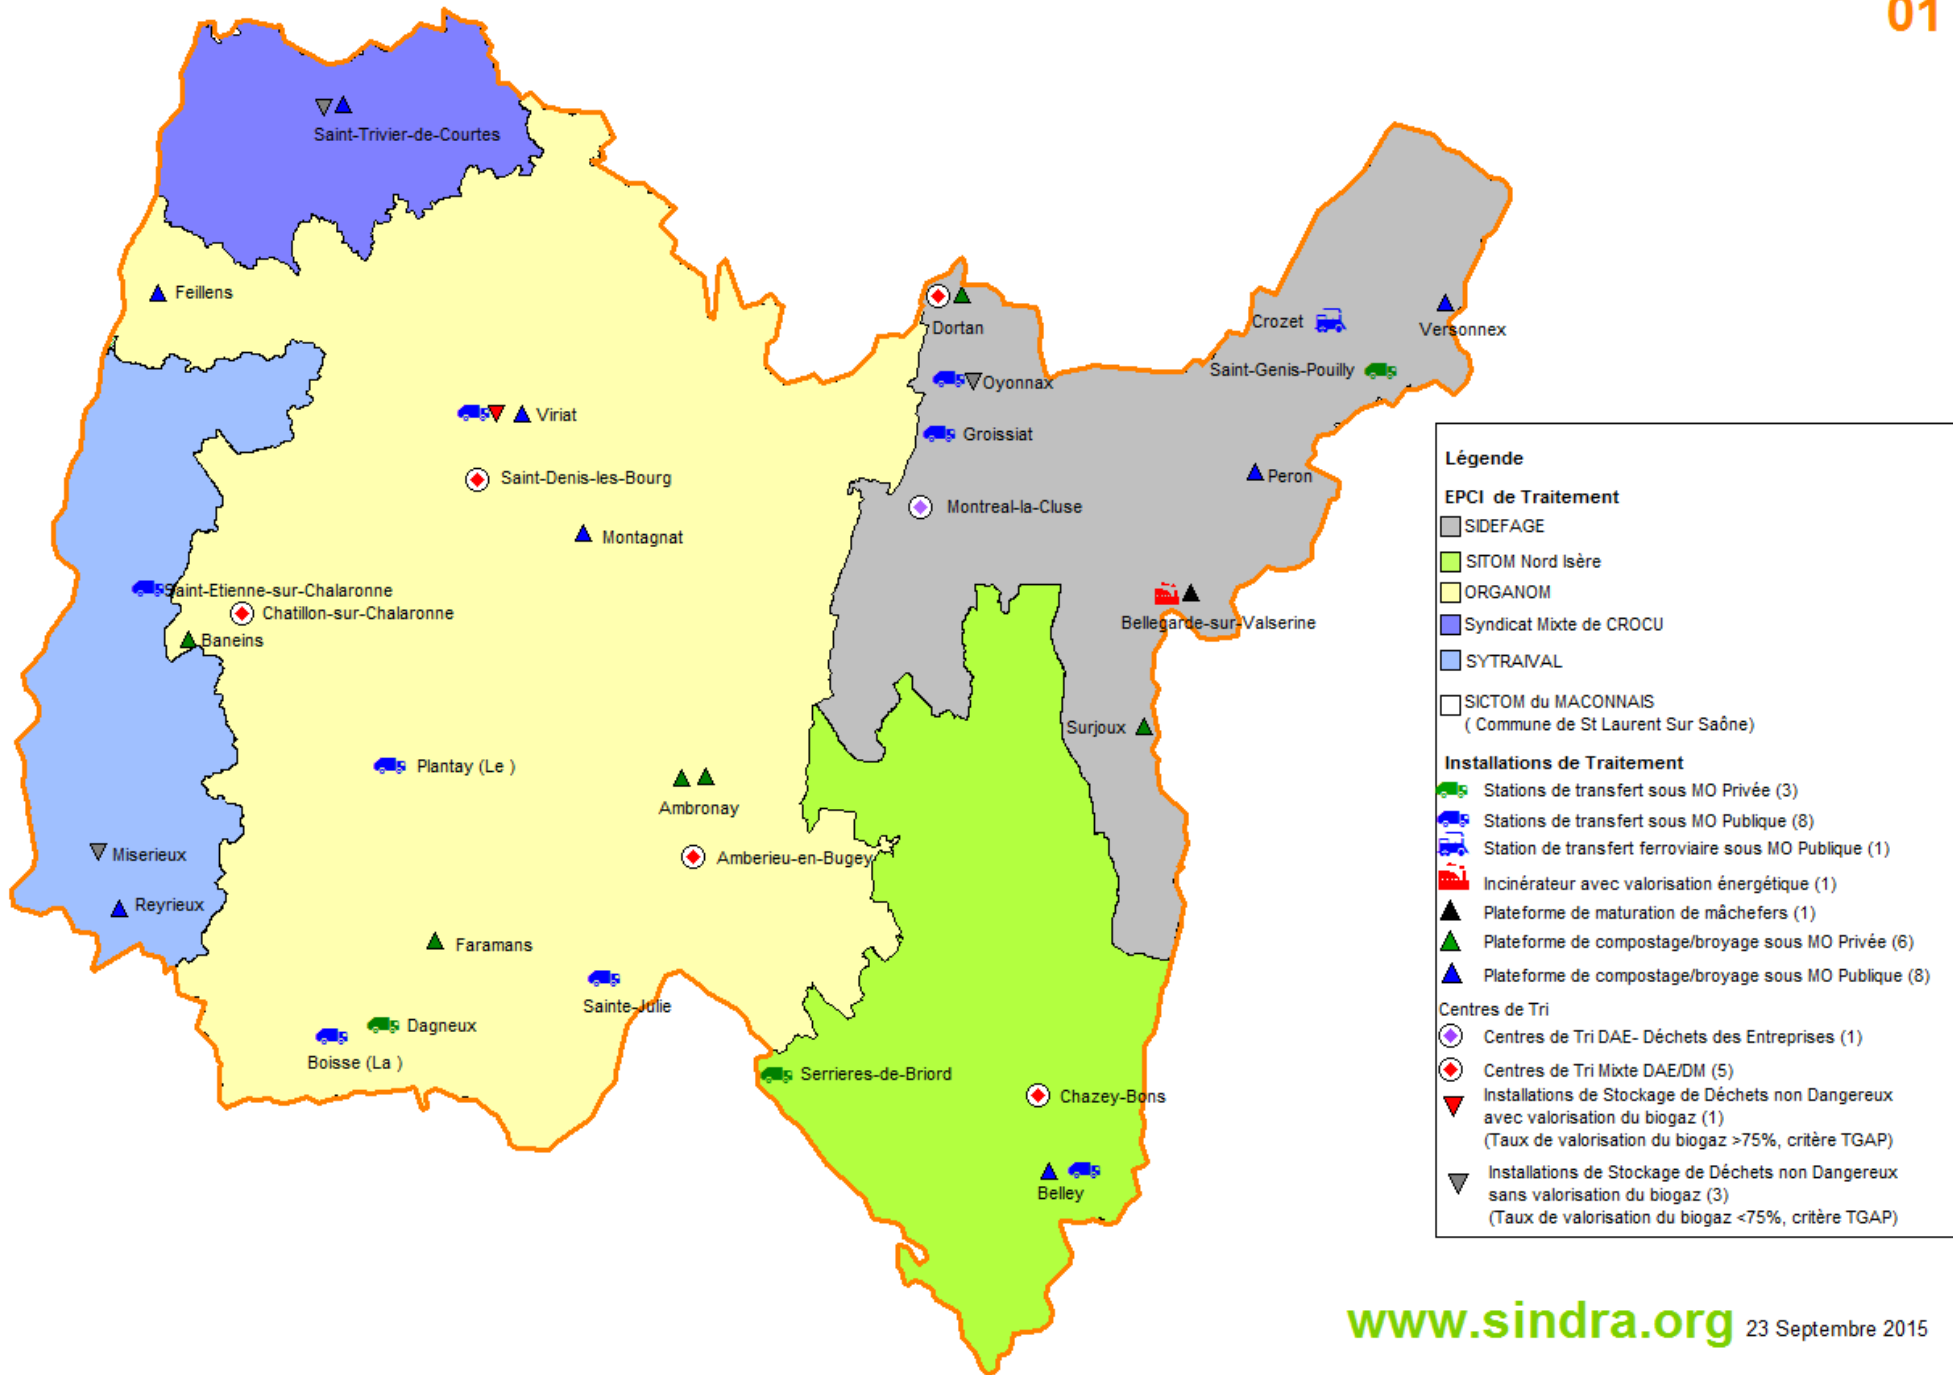 01
Saint-Trivier-de-Courtes
Feillens
Dortan
Crozet
Versonnex
Saint-Genis-Pouilly
Oyonnax
Viriat
Groissiat
Saint-Denis-les-Bourg
Peron
Montreal-la-Cluse
Montagnat
Saint-Etienne-sur-Chalaronne
Chatillon-sur-Chalaronne
Bellegarde-sur-Valserine
Baneins
Surjoux
Plantay (Le )
Ambronay
Miserieux
Amberieu-en-Bugey
Reyrieux
Faramans
Sainte-Julie
Dagneux
Boisse (La )
Serrieres-de-Briord
Chazey-Bons
Belley
Légende
EPCI de Traitement
SIDEFAGE
SITOM Nord Isère
ORGANOM
Syndicat Mixte de CROCU
SYTRAIVAL
SICTOM du MACONNAIS
( Commune de St Laurent Sur Saône)
Installations de Traitement
Stations de transfert sous MO Privée (3)
Stations de transfert sous MO Publique (8)
Station de transfert ferroviaire sous MO Publique (1)
Incinérateur avec valorisation énergétique (1)
Plateforme de maturation de mâchefers (1)
Plateforme de compostage/broyage sous MO Privée (6)
Plateforme de compostage/broyage sous MO Publique (8)
Centres de Tri
Centres de Tri DAE- Déchets des Entreprises (1)
Centres de Tri Mixte DAE/DM (5)
Installations de Stockage de Déchets non Dangereux
avec valorisation du biogaz (1)
(Taux de valorisation du biogaz >75%, critère TGAP)
Installations de Stockage de Déchets non Dangereux
sans valorisation du biogaz (3)
(Taux de valorisation du biogaz <75%, critère TGAP)
www.sindra.org 23 Septembre 2015